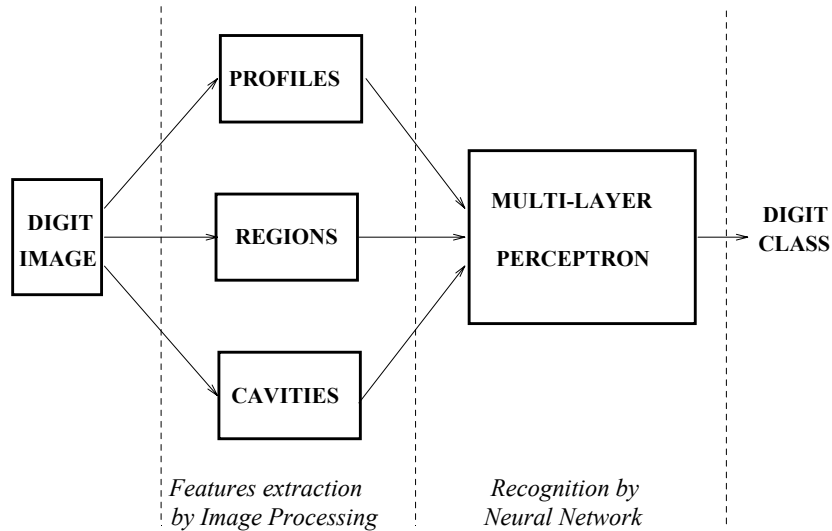 PROFILES
DIGIT
IMAGE
REGIONS
CAVITIES
MULTI-LAYER
PERCEPTRON
DIGIT
CLASS
Features extraction
by Image Processing
Recognition by
Neural Network